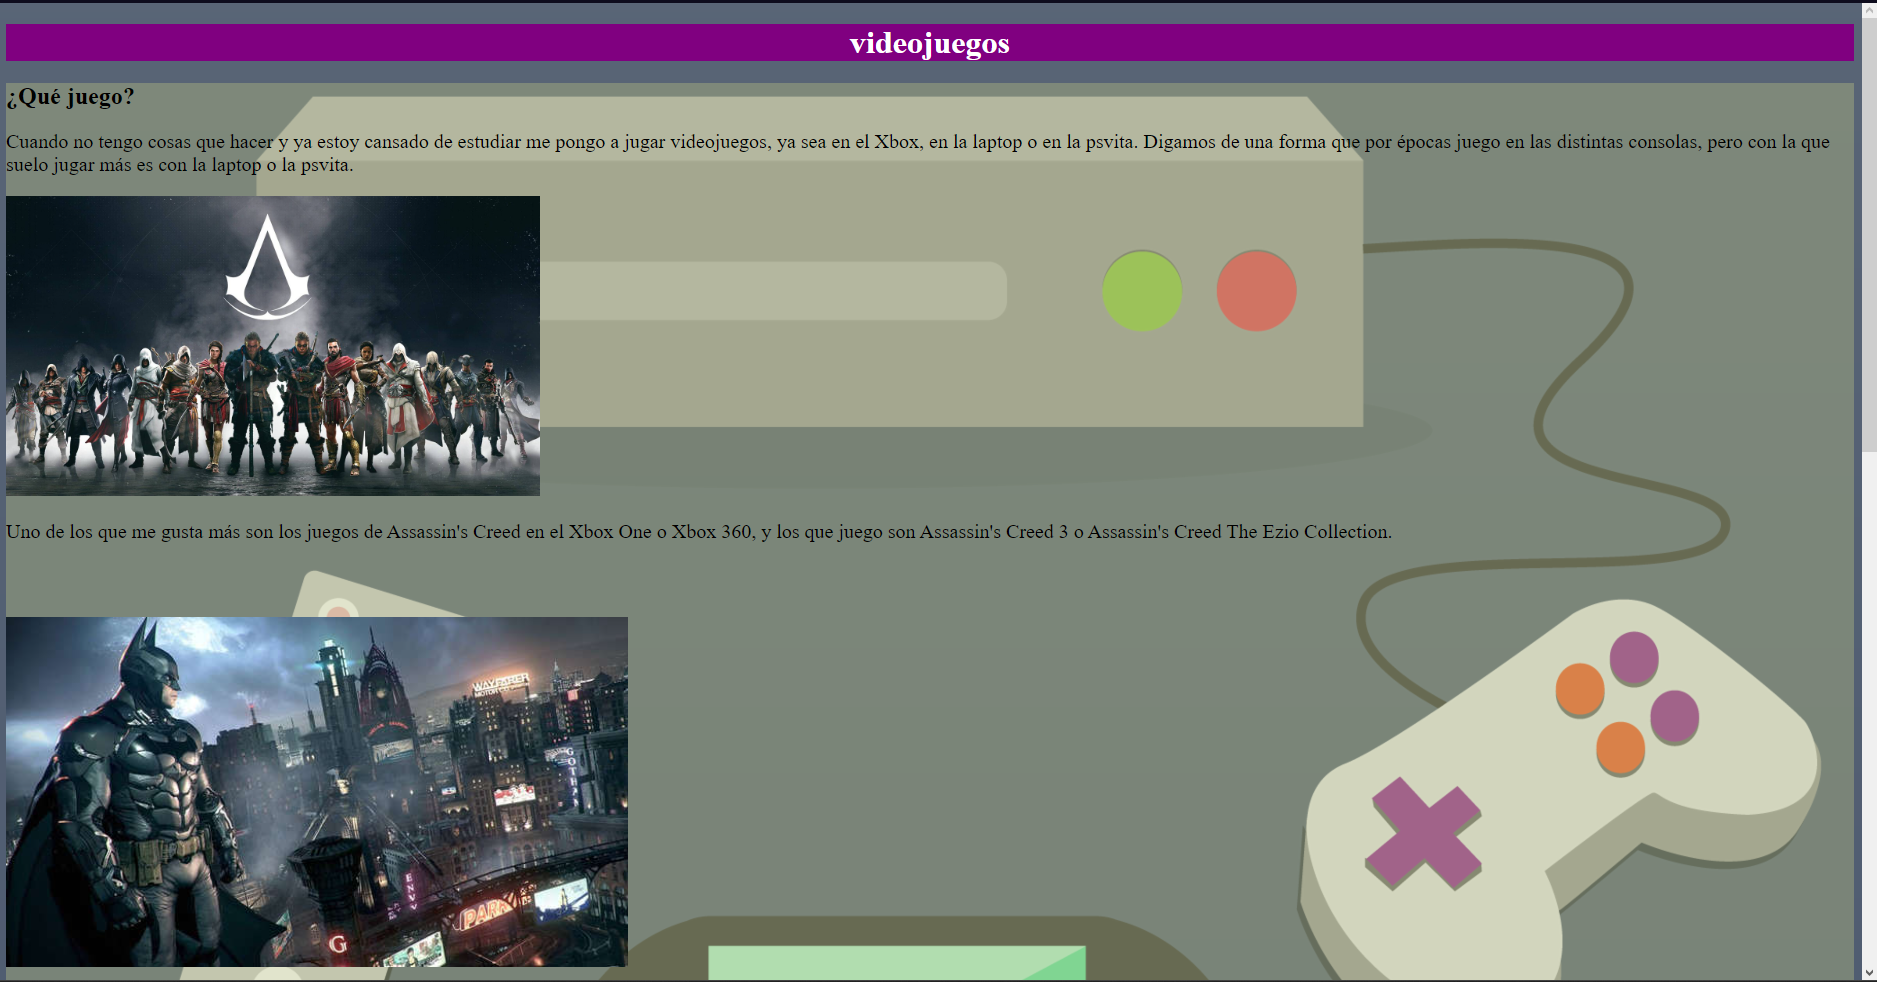 videojuegos
¿Qué juego?
Cuando no tengo cosas que hacer y ya estoy cansado de estudiar me pongo a jugar videojuegos, ya sea en el Xbox, en la laptop o en la psvita. Digamos de una forma que por épocas juego en las distintas consolas, pero con la que
suelo jugar más es con la laptop o la psvita.
Uno de los que me gusta más son los juegos de Assassin's Creed en el Xbox One o Xbox 360, y los que juego son Assassin's Creed 3 o Assassin's Creed The Ezio Collection.
WAYFARER
MOTOR
GOTHAM
ENVY
PARK
G